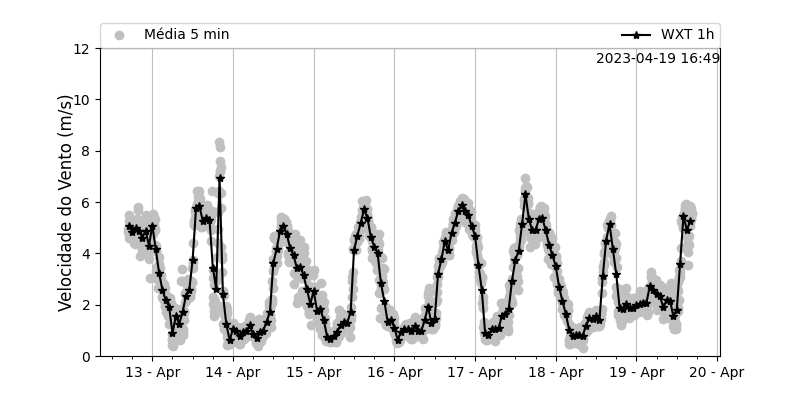 Média 5 min
WXT 1h
2023-04-19 16:49
Velocidade do Vento (m/s)
12
10
8
6
4
2
0
13 - Apr
14 - Apr
15 - Apr
16 - Apr
17 - Apr
18 - Apr
19 - Apr
20 - Apr